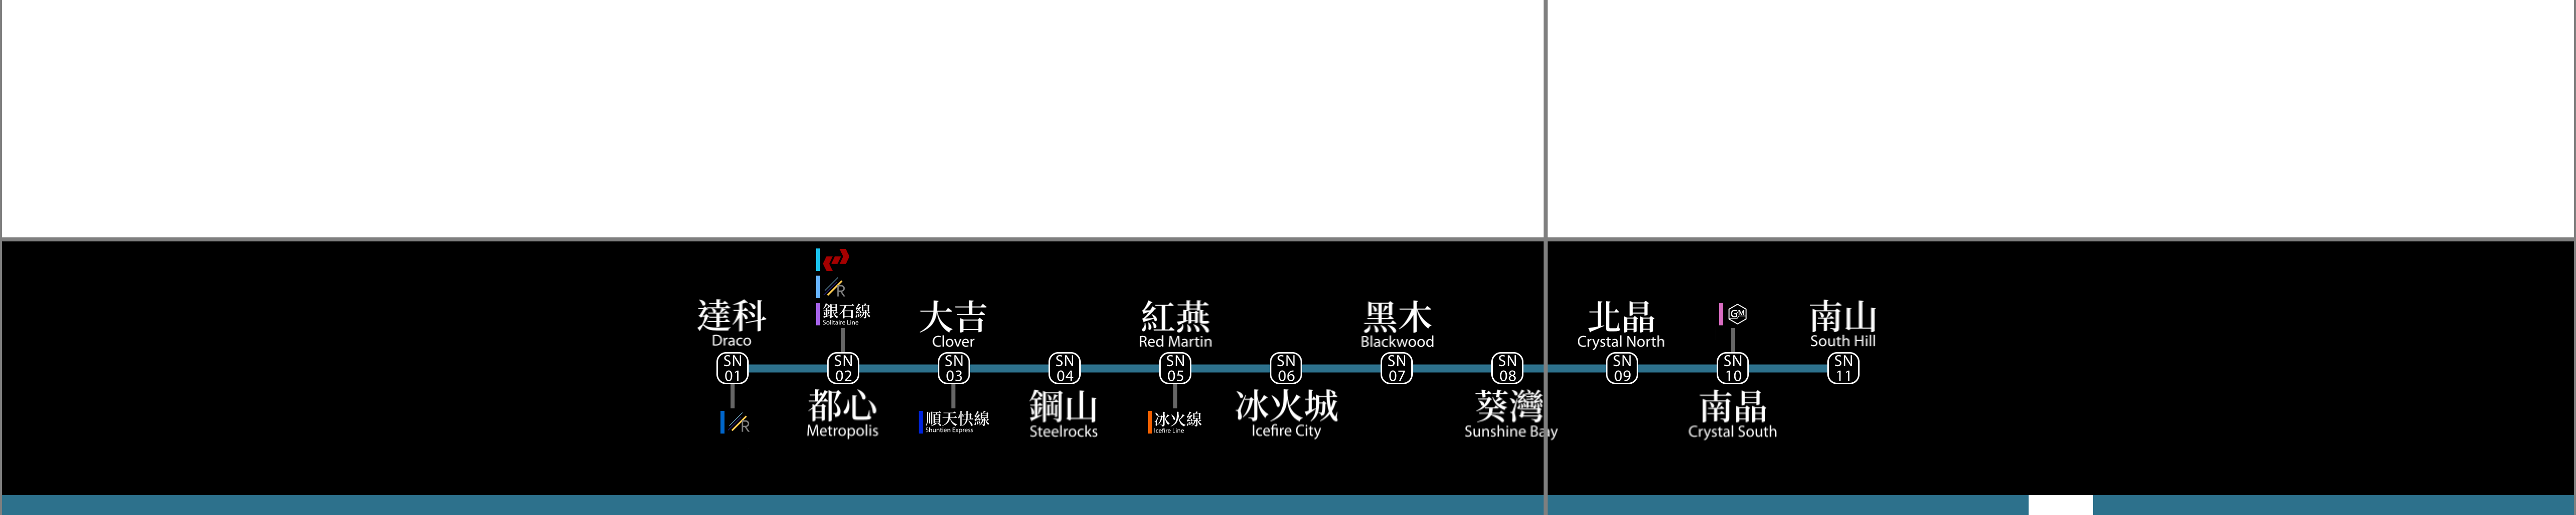 R
銀石線
Solitaire Line
達科
Draco
大吉
Clover
紅燕
Red Martin
黑木
Blackwood
北晶
Crystal North
GM
南山
South Hill
SN 01
SN 02
SN 03
SN 04
SN 05
SN 06
SN 07
SN 08
SN 09
SN 10
SN 11
R
都心
Metropolis
順天快線
Shuntien Express
鋼山
Steelrocks
冰火線
Icefire Line
冰火城
Icefire City
葵灣
Sunshine Bay
南晶
Crystal South